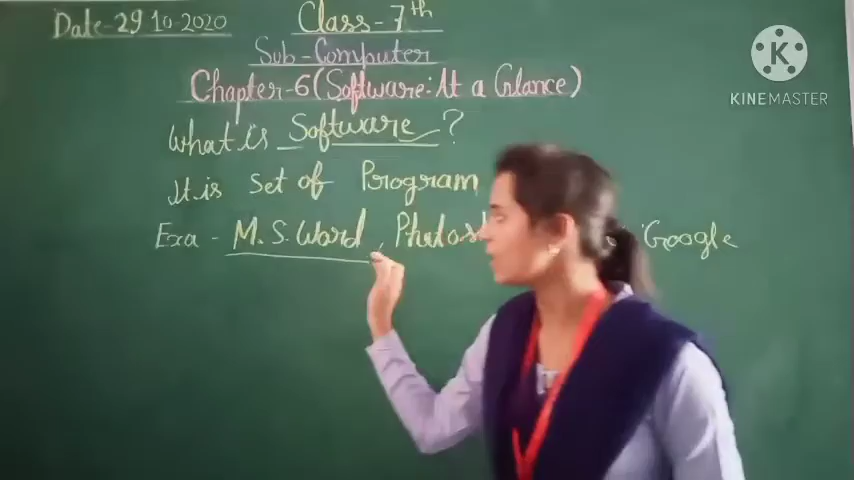 Date-29.10.2020
Class-7th
Sub-Computer
Chapter-6(Software:At a Glance)
What is Software?
It is set of Program
Exa - M.S.Word, Google
KINEMASTER